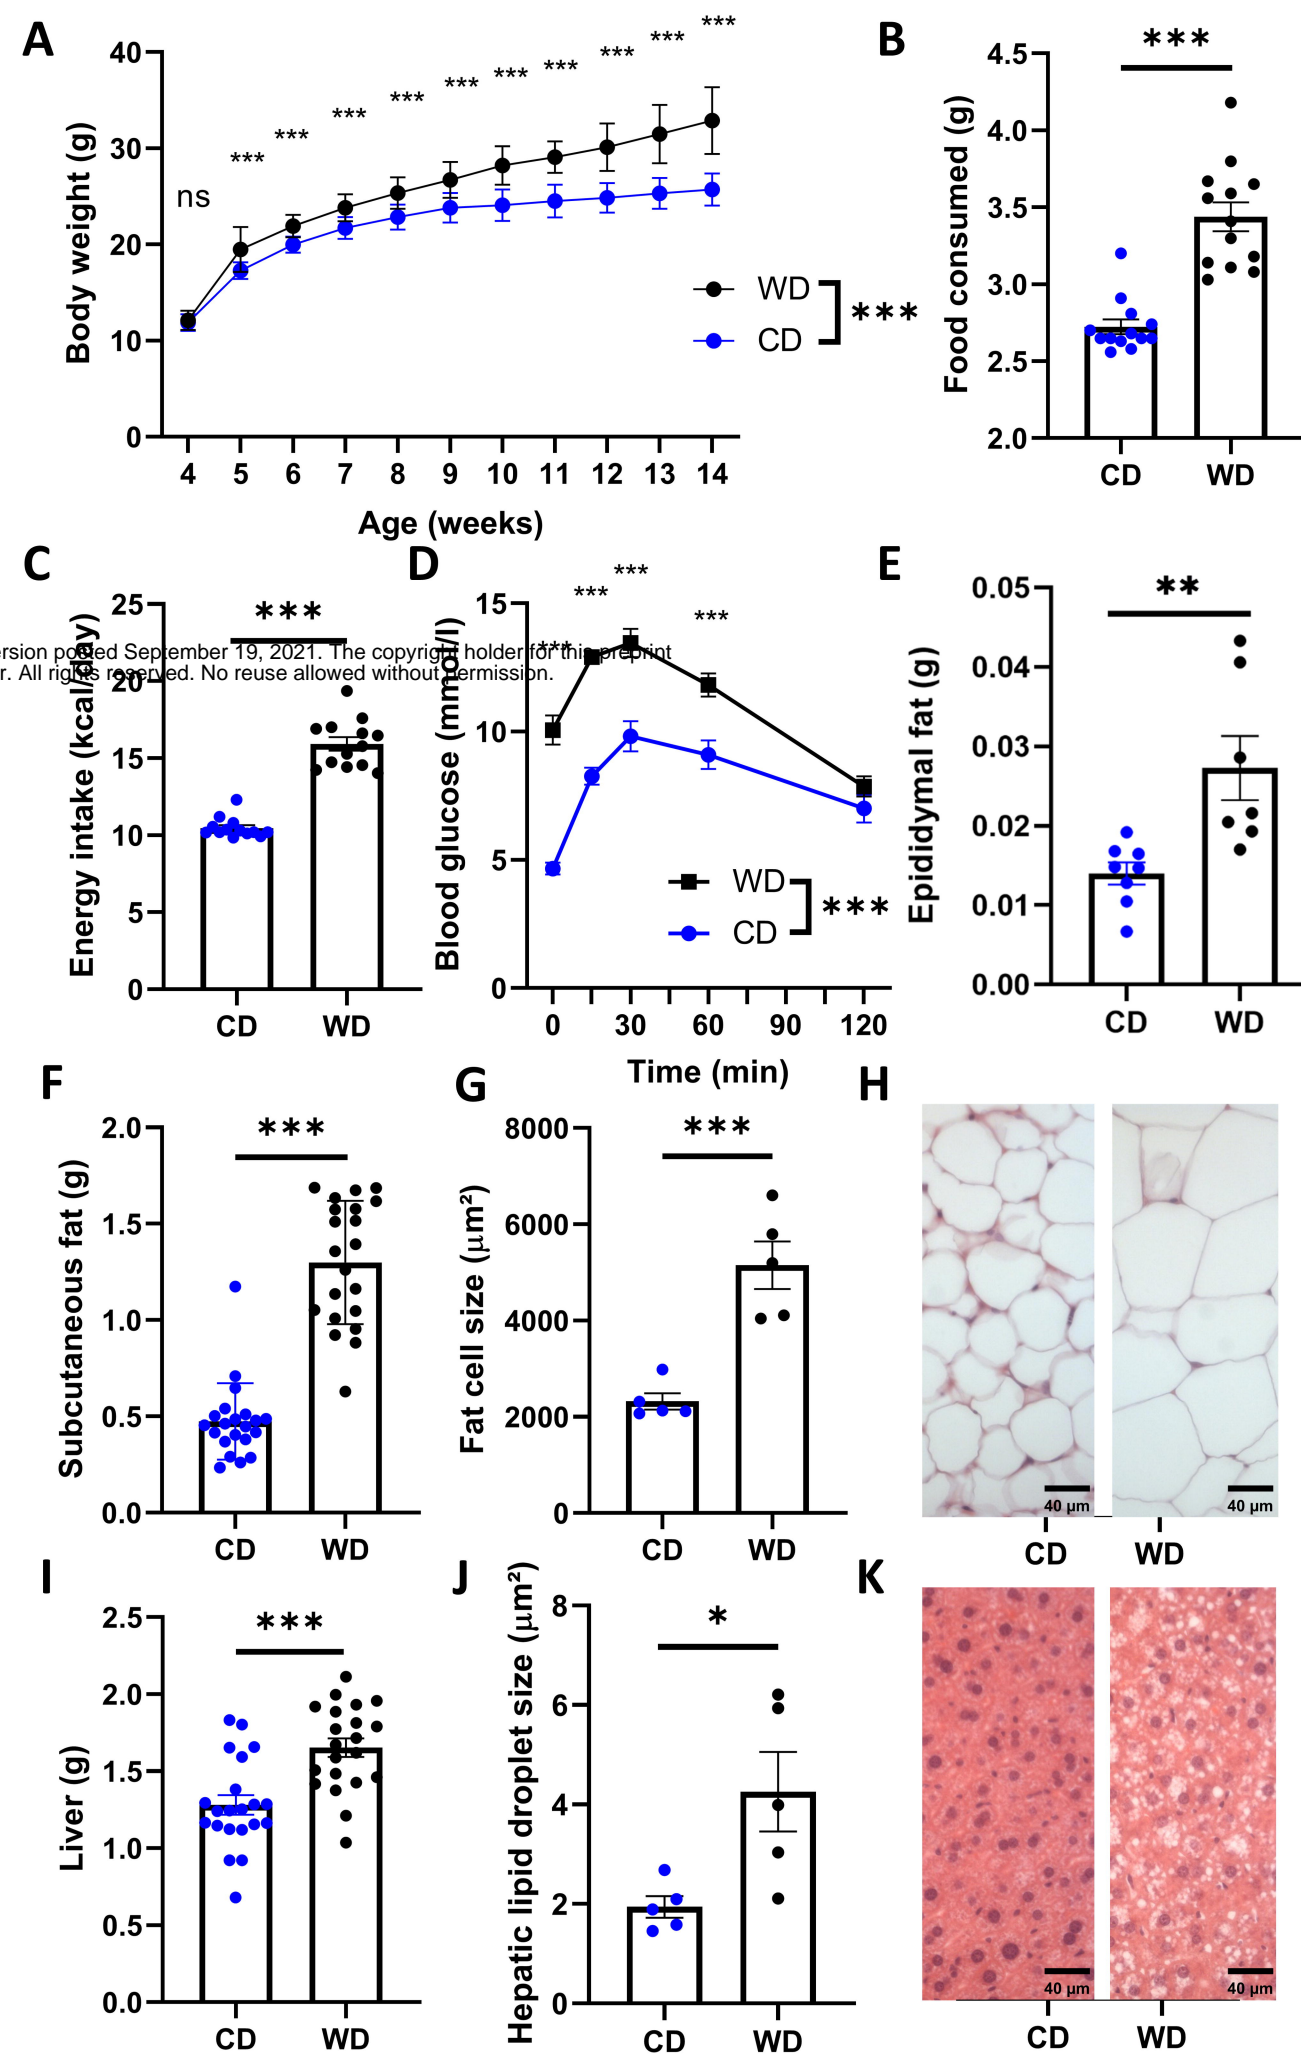 A
Body weight (g)
40
30
20
10
0
ns
***
***
***
***
***
***
***
***
***
***
WD
CD
***
4 5 6 7 8 9 10 11 12 13 14
Age (weeks)
B
Food consumed (g)
4.5
4.0
3.5
3.0
2.5
2.0
***
CD WD
C
Energy intake (kcal/day)
25
20
15
10
5
0
***
CD WD
D
Blood glucose (mmol/l)
15
10
5
0
***
***
***
***
WD
CD
***
0 30 60 90 120
Time (min)
ersion posted September 19, 2021. The copyright holder for this preprint
r. All rights reserved. No reuse allowed without permission.
E
Epididymal fat (g)
0.05
0.04
0.03
0.02
0.01
0.00
**
CD WD
F
Subcutaneous fat (g)
2.0
1.5
1.0
0.5
0.0
***
CD WD
G
Fat cell size (µm²)
8000
6000
4000
2000
0
***
CD WD
H
40 µm
40 µm
CD WD
I
Liver (g)
2.5
2.0
1.5
1.0
0.5
0.0
***
CD WD
J
Hepatic lipid droplet size (µm²)
8
6
4
2
0
*
CD WD
K
40 µm
40 µm
CD WD